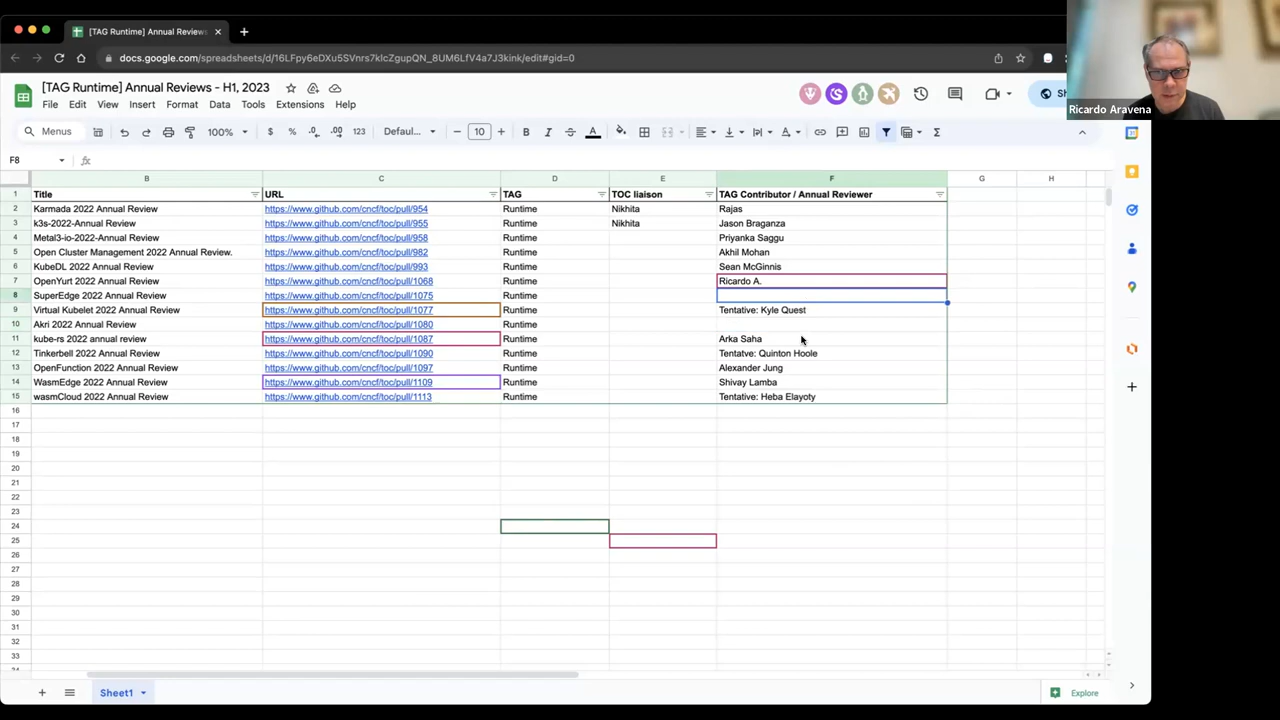 [TAG Runtime] Annual Reviews
docs.google.com/spreadsheets/d/16LFpy6eDXu5SVnrs7klcZgupQN_8UM6LfV4a7J3kink/edit#gid=0
[TAG Runtime] Annual Reviews - H1, 2023
File Edit View Insert Format Data Tools Extensions Help
Ricardo Aravena
Menus 100% $ % .0 .00 123 Defaul... 10 B I A
F8
B C D E F G H
1 Title URL TAG TOC liaison TAG Contributor / Annual Reviewer
2 Karmada 2022 Annual Review https://www.github.com/cncf/toc/pull/954 Runtime Nikhita Rajas
3 k3s-2022-Annual-Review https://www.github.com/cncf/toc/pull/955 Runtime Nikhita Jason Braganza
4 Metal3-io-2022-Annual-Review https://www.github.com/cncf/toc/pull/958 Runtime Priyanka Saggu
5 Open Cluster Management 2022 Annual Review. https://www.github.com/cncf/toc/pull/982 Runtime Akhil Mohan
6 KubeDL 2022 Annual Review https://www.github.com/cncf/toc/pull/993 Runtime Sean McGinnis
7 OpenYurt 2022 Annual Review https://www.github.com/cncf/toc/pull/1068 Runtime Ricardo A.
8 SuperEdge 2022 Annual Review https://www.github.com/cncf/toc/pull/1075 Runtime
9 Virtual Kubelet 2022 Annual Review https://www.github.com/cncf/toc/pull/1077 Runtime Tentative: Kyle Quest
10 Akri 2022 Annual Review https://www.github.com/cncf/toc/pull/1080 Runtime
11 kube-rs 2022 annual review https://www.github.com/cncf/toc/pull/1087 Runtime Arka Saha
12 Tinkerbell 2022 Annual Review https://www.github.com/cncf/toc/pull/1090 Runtime Tentatve: Quinton Hoole
13 OpenFunction 2022 Annual Review https://www.github.com/cncf/toc/pull/1097 Runtime Alexander Jung
14 WasmEdge 2022 Annual Review https://www.github.com/cncf/toc/pull/1109 Runtime Shivay Lamba
15 wasmCloud 2022 Annual Review https://www.github.com/cncf/toc/pull/1113 Runtime Tentative: Heba Elayoty
16
17
18
19
20
21
22
23
24
25
26
27
28
29
30
31
32
33
Sheet1
Explore